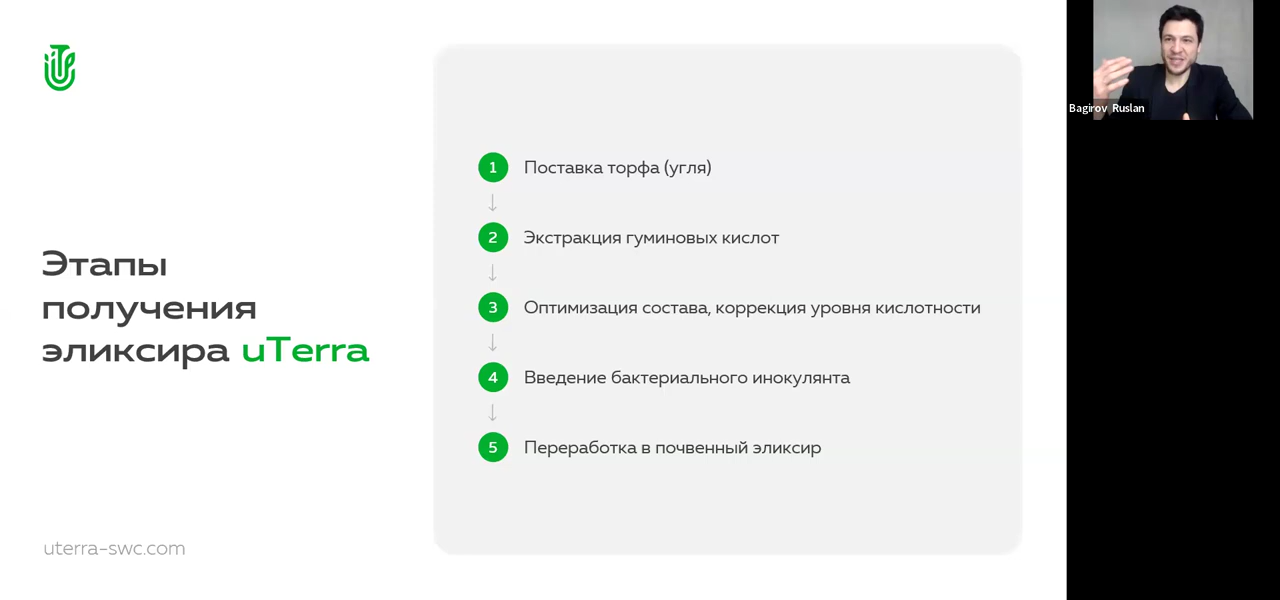 Этапы
получения
эликсира uTerra
uterra-swc.com
1 Поставка торфа (угля)
2 Экстракция гуминовых кислот
3 Оптимизация состава, коррекция уровня кислотности
4 Введение бактериального инокулянта
5 Переработка в почвенный эликсир
Bagirov Ruslan